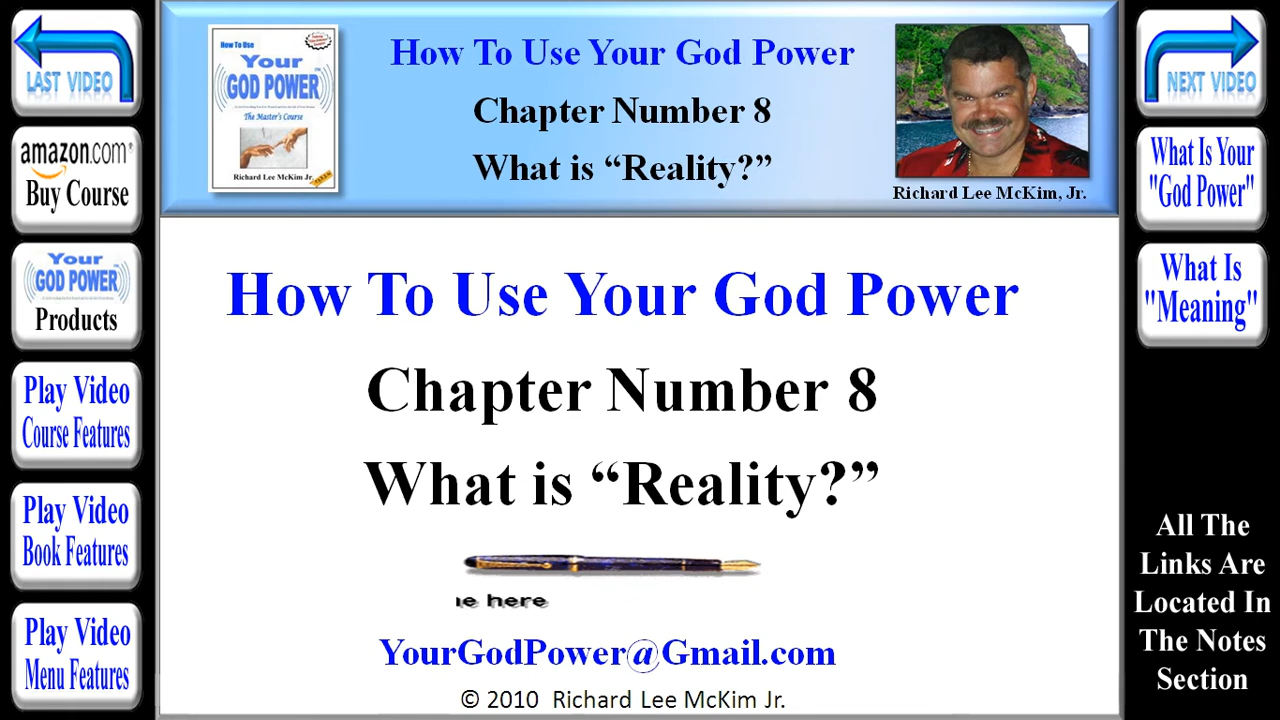 LAST VIDEO
amazon.com
Buy Course
Your
GOD POWER
Products
Play Video
Course Features
Play Video
Book Features
Play Video
Menu Features
How To Use
Your
GOD POWER
The Master's Course
Richard Lee McKim Jr.
How To Use Your God Power
Chapter Number 8
What is “Reality?”
Richard Lee McKim, Jr.
How To Use Your God Power
Chapter Number 8
What is “Reality?”
e here
YourGodPower@Gmail.com
© 2010 Richard Lee McKim Jr.
NEXT VIDEO
What Is Your
"God Power"
What Is
"Meaning"
All The
Links Are
Located In
The Notes
Section